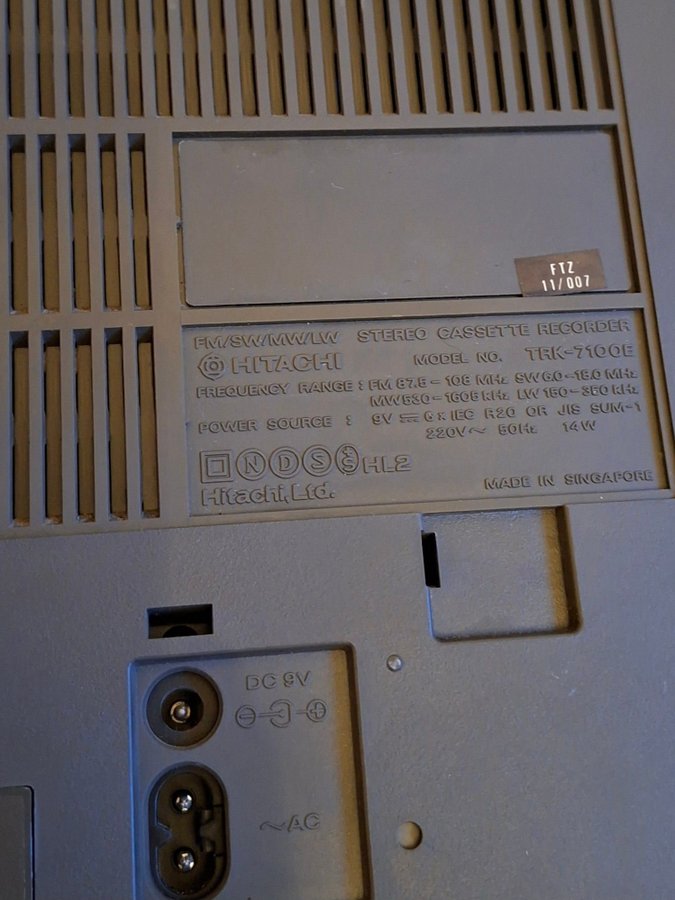 FTZ
11/007
FM/SW/MW/LW STEREO CASSETTE RECORDER
HITACHI MODEL NO. TRK-7100E
FREQUENCY RANGE : FM 87.5 – 108 MHz SW 6.0 – 18.0 MHz
MW 530 – 1605 kHz LW 150 – 350 kHz
POWER SOURCE : 9V ⎓ 6 x IEC R20 OR JIS SUM-1
220V ~ 50Hz 14W
N D S S HL2
Hitachi, Ltd. MADE IN SINGAPORE
DC 9V
~AC